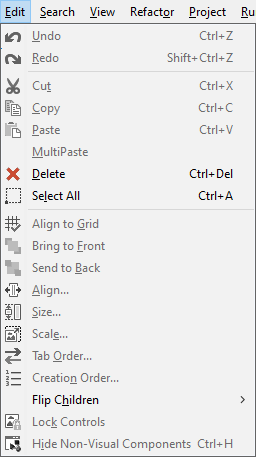 Edit Search View Refactor Project Ru
Undo Ctrl+Z
Redo Shift+Ctrl+Z
Cut Ctrl+X
Copy Ctrl+C
Paste Ctrl+V
MultiPaste
Delete Ctrl+Del
Select All Ctrl+A
Align to Grid
Bring to Front
Send to Back
Align...
Size...
Scale...
Tab Order...
Creation Order...
Flip Children
Lock Controls
Hide Non-Visual Components Ctrl+H